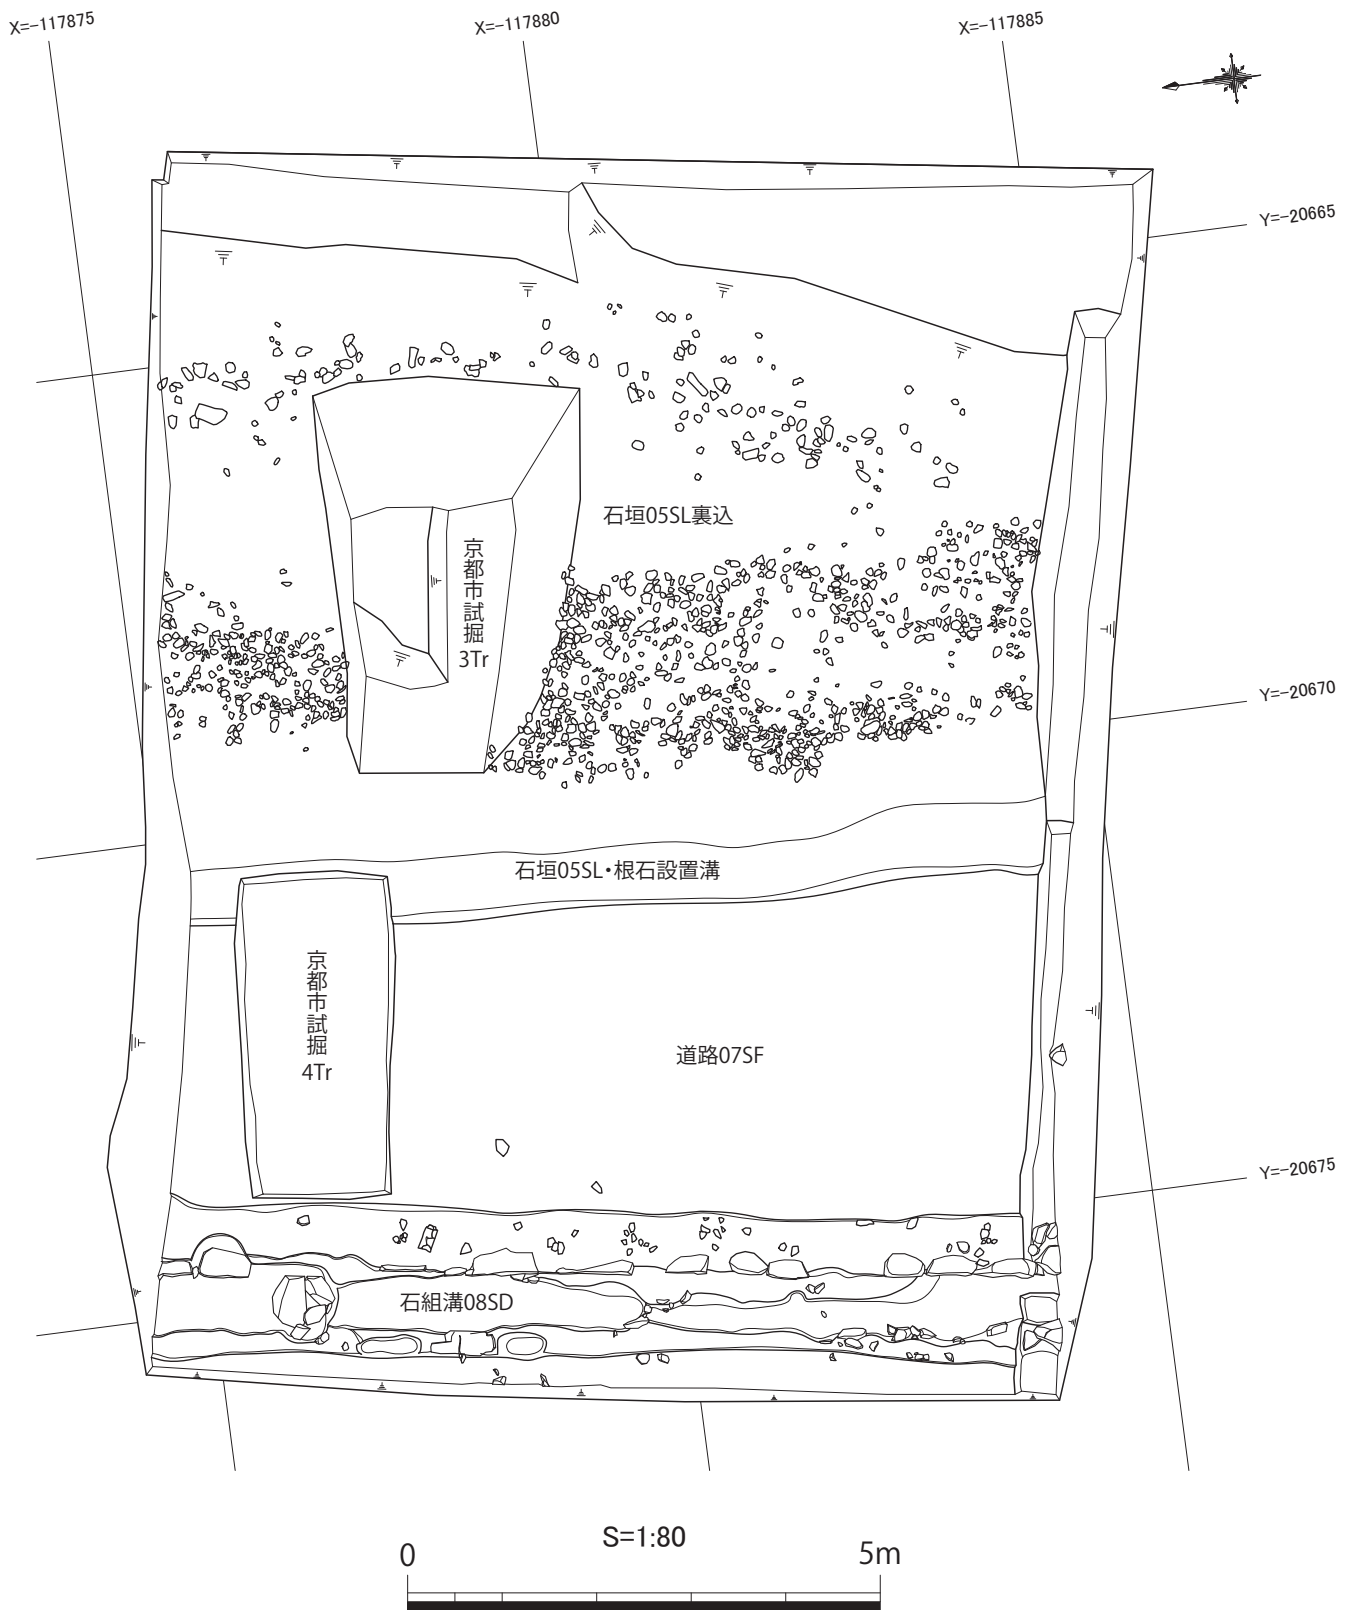 X=-117875
X=-117880
X=-117885
Y=-20665
石垣05SL裏込
京都市試掘
3Tr
Y=-20670
石垣05SL・根石設置溝
京都市試掘
4Tr
道路07SF
Y=-20675
石組溝08SD
S=1:80
0
5m